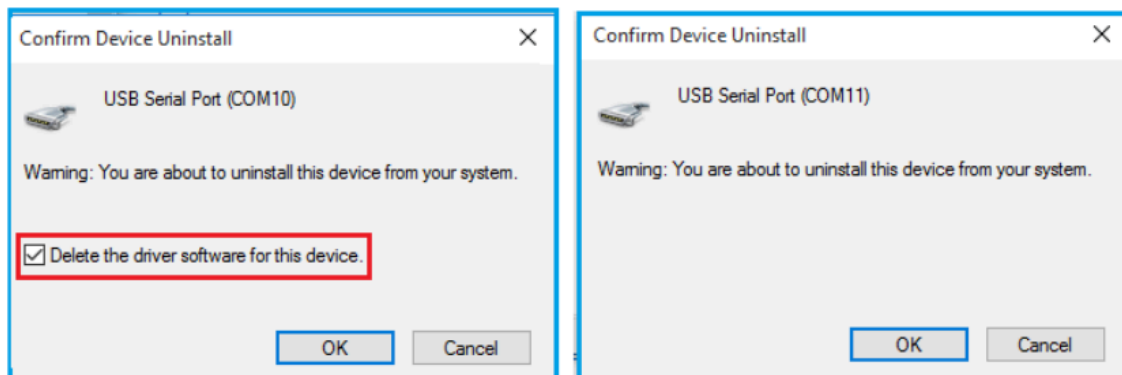 Confirm Device Uninstall
USB Serial Port (COM10)
Warning: You are about to uninstall this device from your system.
Delete the driver software for this device.
OK
Cancel
Confirm Device Uninstall
USB Serial Port (COM11)
Warning: You are about to uninstall this device from your system.
OK
Cancel